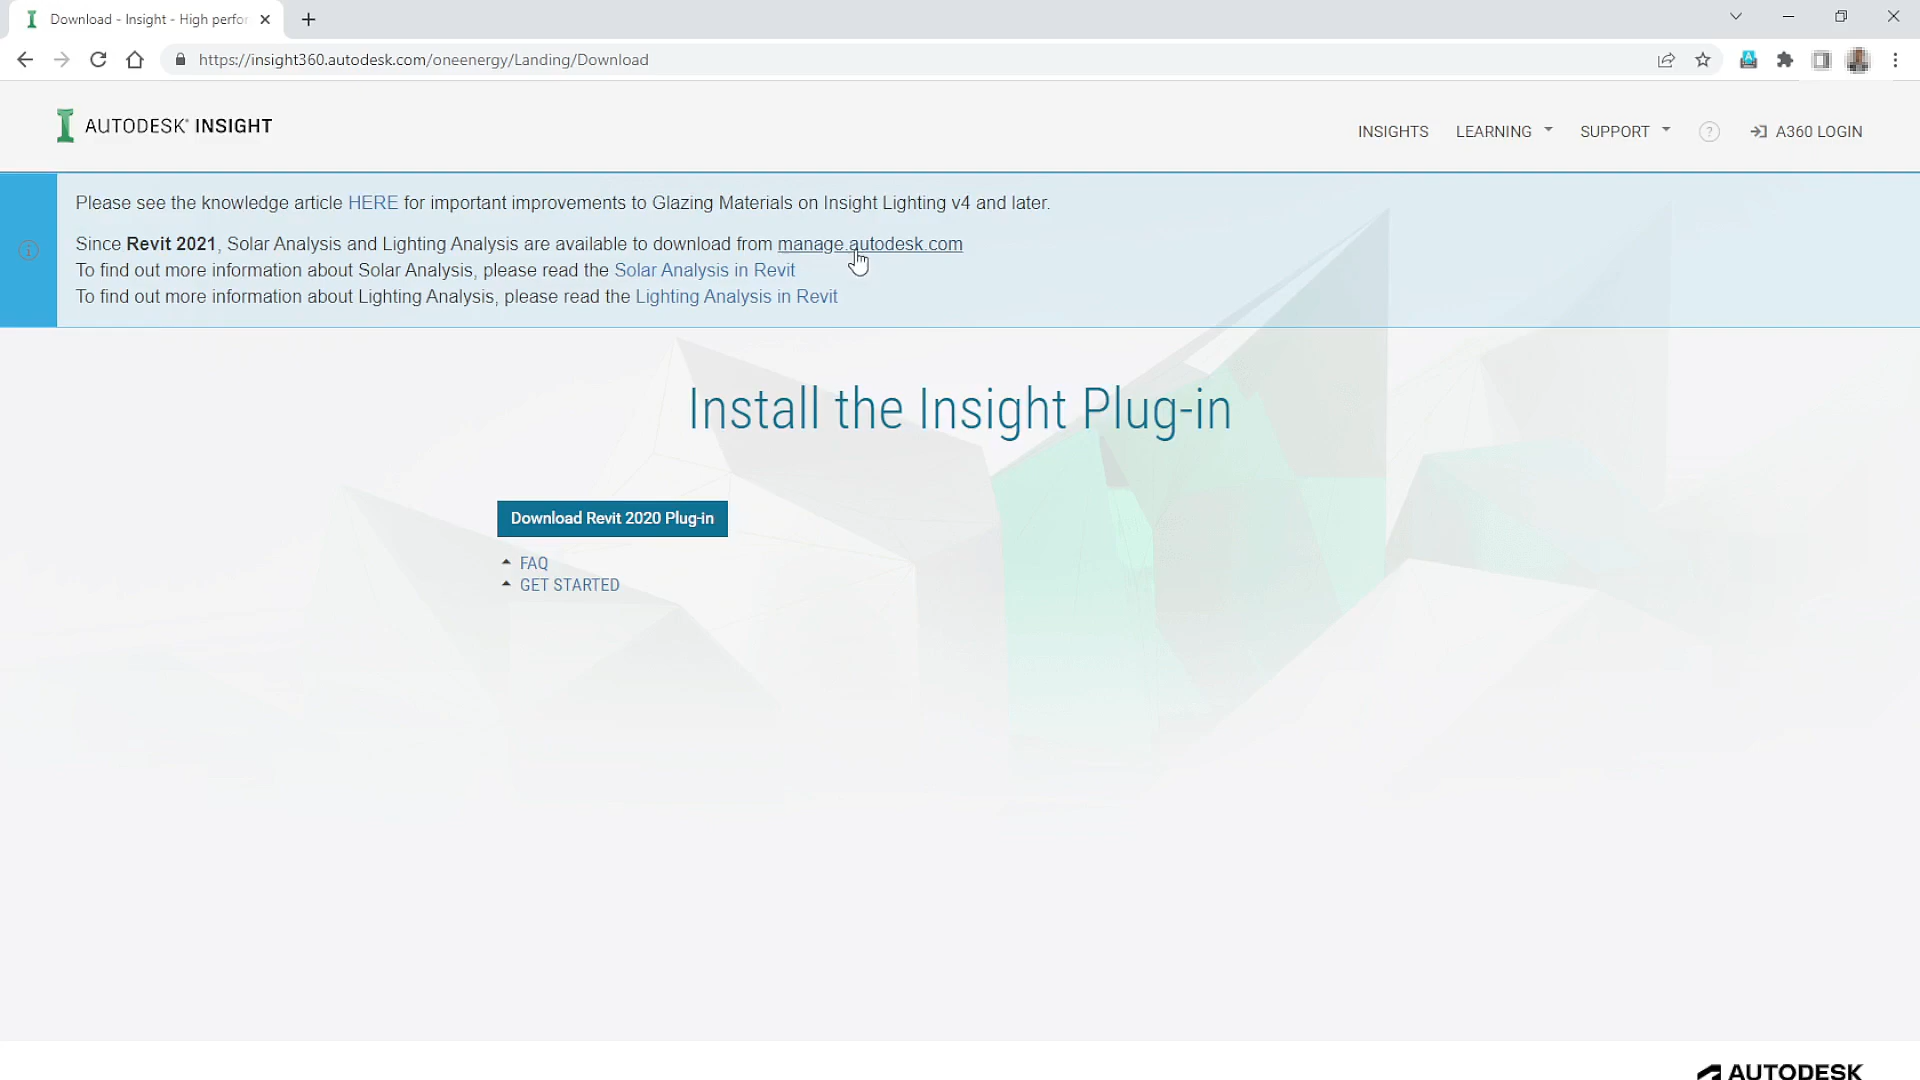 Download - Insight - High perfor
https://insight360.autodesk.com/oneenergy/Landing/Download
AUTODESK® INSIGHT
INSIGHTS LEARNING SUPPORT ? A360 LOGIN
Please see the knowledge article HERE for important improvements to Glazing Materials on Insight Lighting v4 and later.
Since Revit 2021, Solar Analysis and Lighting Analysis are available to download from manage.autodesk.com
To find out more information about Solar Analysis, please read the Solar Analysis in Revit
To find out more information about Lighting Analysis, please read the Lighting Analysis in Revit
Install the Insight Plug-in
Download Revit 2020 Plug-in
FAQ
GET STARTED
AUTODESK